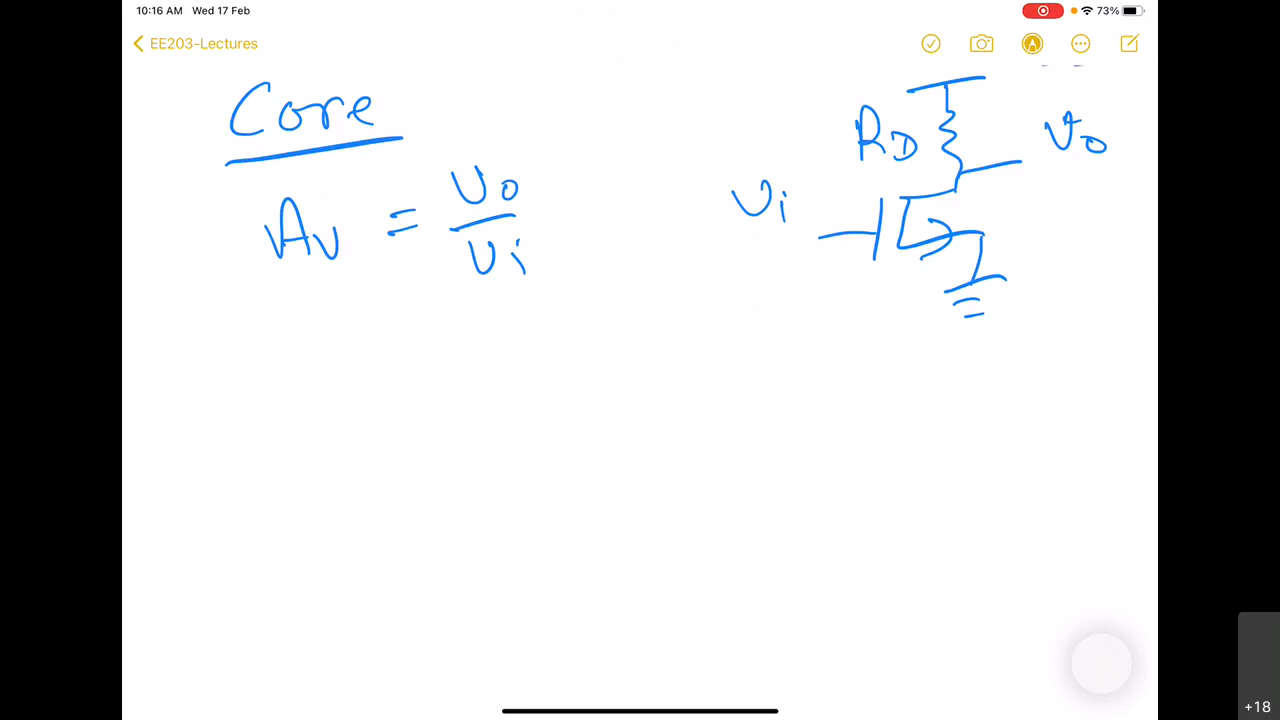 10:16 AM Wed 17 Feb
73%
EE203-Lectures
Core
Av = vo/vi
RD
vo
vi
+18